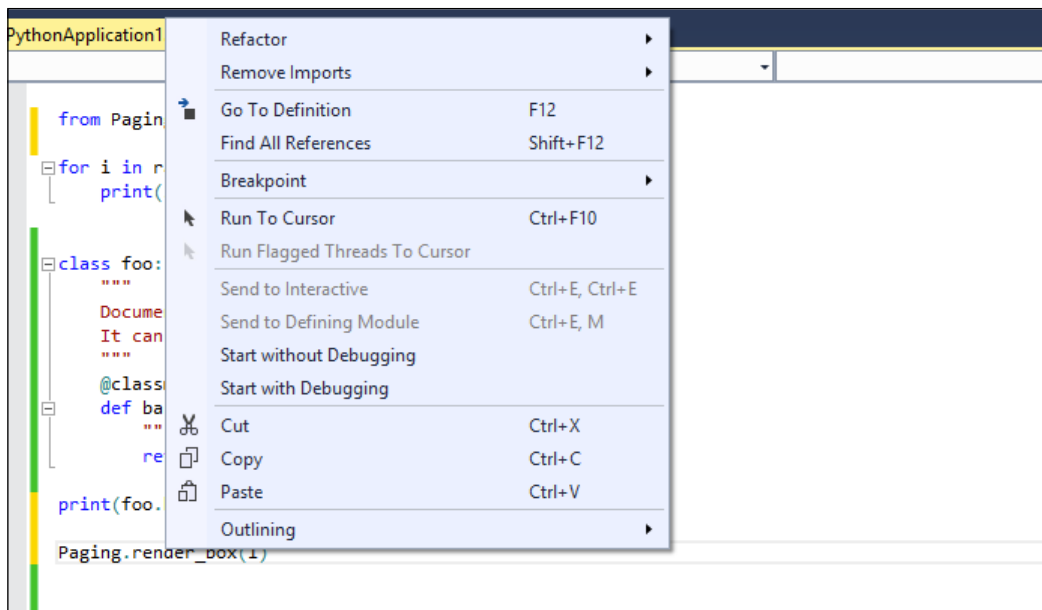 PythonApplication1
Refactor
Remove Imports
Go To Definition F12
Find All References Shift+F12
Breakpoint
Run To Cursor Ctrl+F10
Run Flagged Threads To Cursor
Send to Interactive Ctrl+E, Ctrl+E
Send to Defining Module Ctrl+E, M
Start without Debugging
Start with Debugging
Cut Ctrl+X
Copy Ctrl+C
Paste Ctrl+V
Outlining
from Pagin
for i in r
print(
class foo:
"""
Docume
It can
"""
@class
def ba
""
re
print(foo.
Paging.render_box(1)